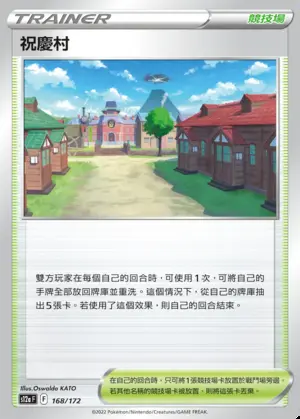 TRAINER 競技場
祝慶村
雙方玩家在每個自己的回合時，可使用1次，可將自己的
手牌全部放回牌庫並重洗。這個情況下，從自己的牌庫抽
出5張卡。若使用了這個效果，則自己的回合結束。
Illus. Oswaldo KATO
s12a F F 168/172
在自己的回合時，只可將1張競技場卡放置於戰鬥場旁邊。
若有其他名稱的競技場卡被放置，則將這張卡丟棄。
©2022 Pokémon/Nintendo/Creatures/GAME FREAK.